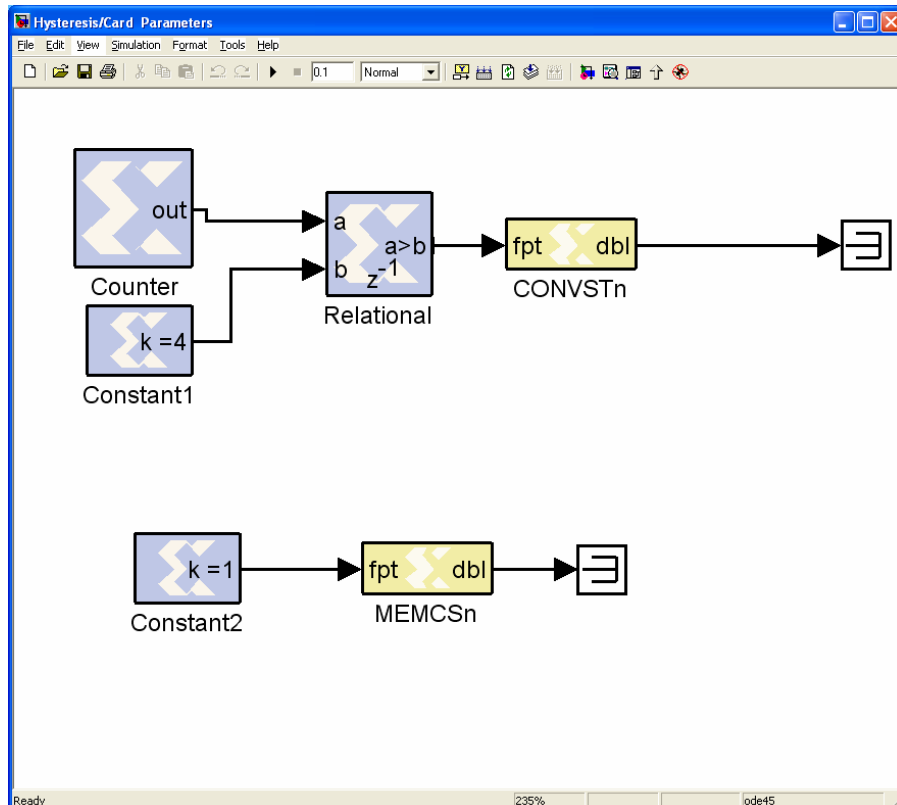 Hysteresis/Card Parameters
File Edit View Simulation Format Tools Help
0.1 Normal
out
Counter
k =4
Constant1
a
b
a>b
z-1
Relational
fpt dbl
CONVSTn
k =1
Constant2
fpt dbl
MEMCSn
Ready 235% ode45